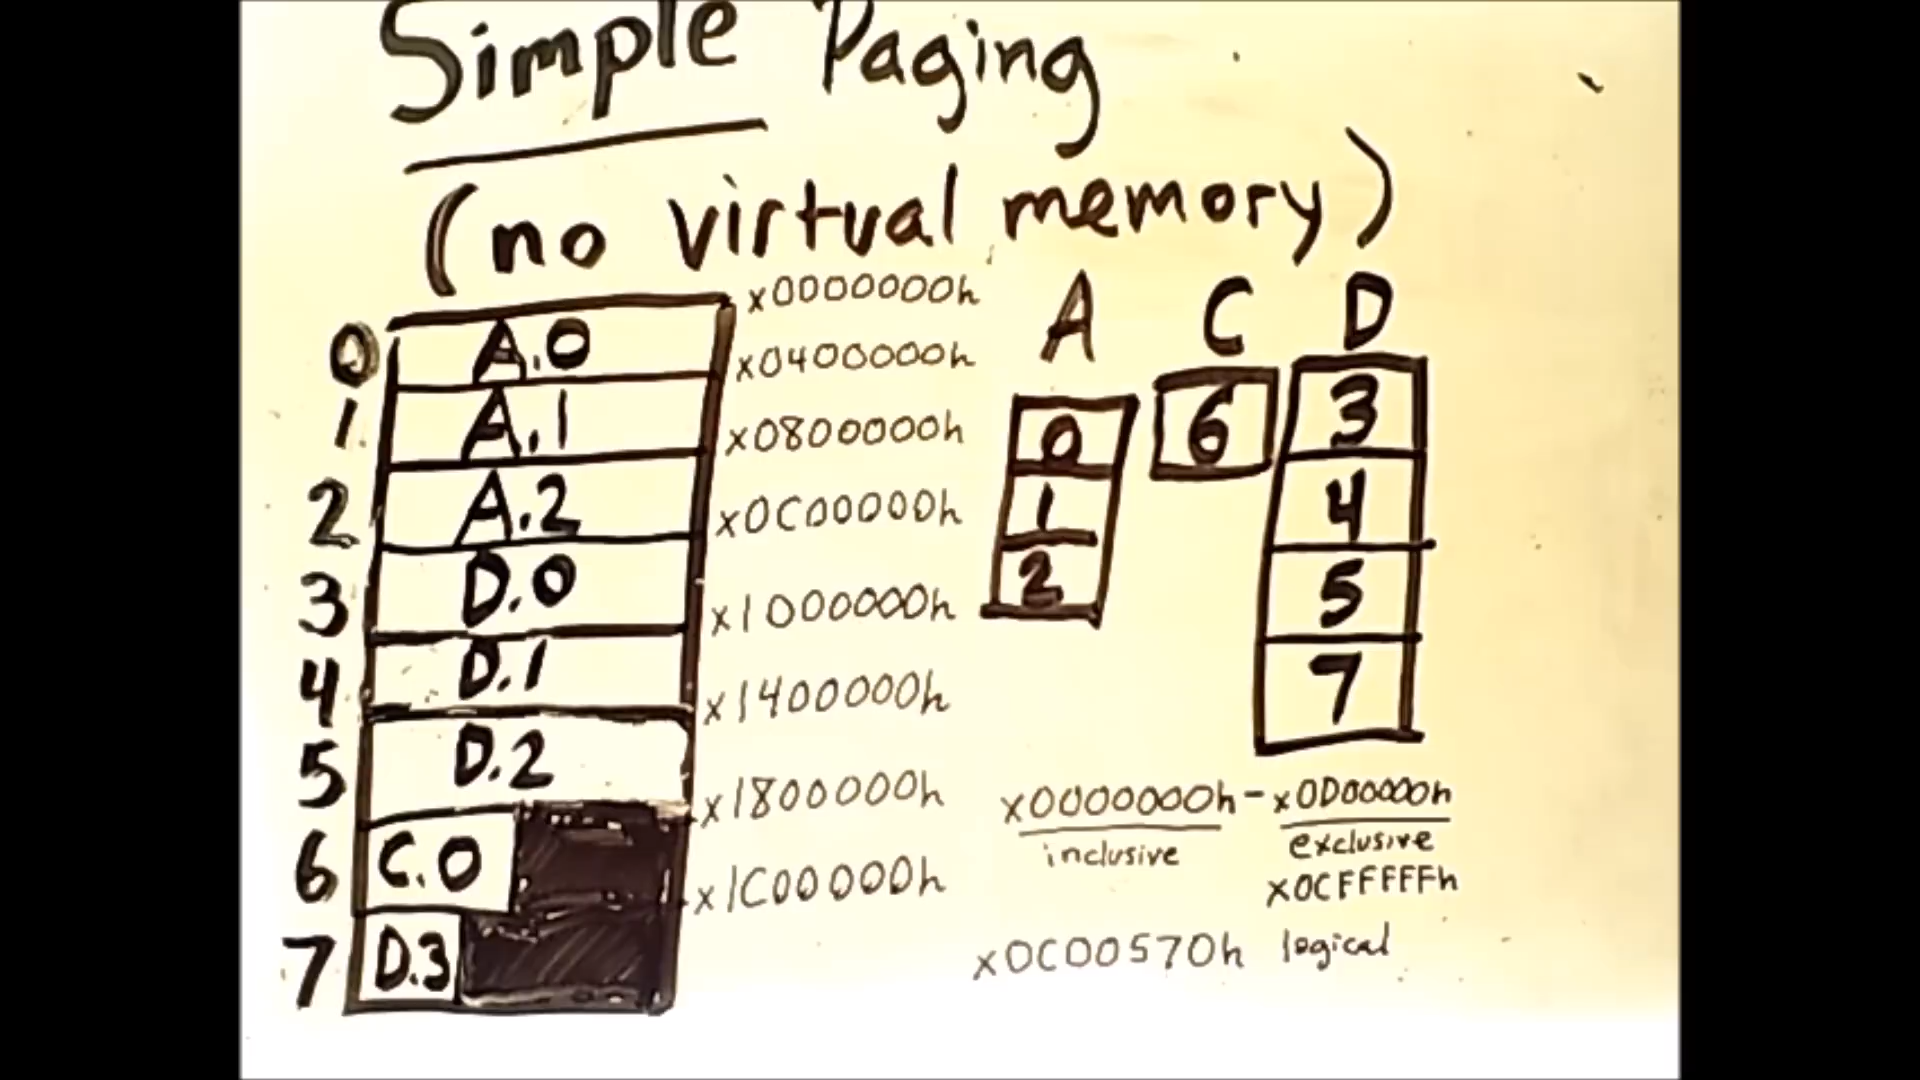 Simple Paging
(no virtual memory)
x0000000h
A C D
0 A.0
x0400000h
1 A.1
x0800000h
2 A.2
x0C00000h
3 D.0
x1000000h
4 D.1
x1400000h
5 D.2
x1800000h
6 C.0
x1C00000h
7 D.3
0
1
2
6
3
4
5
7
x0000000h - x0D00000h
inclusive exclusive
x0CFFFFFh
x0C00570h logical